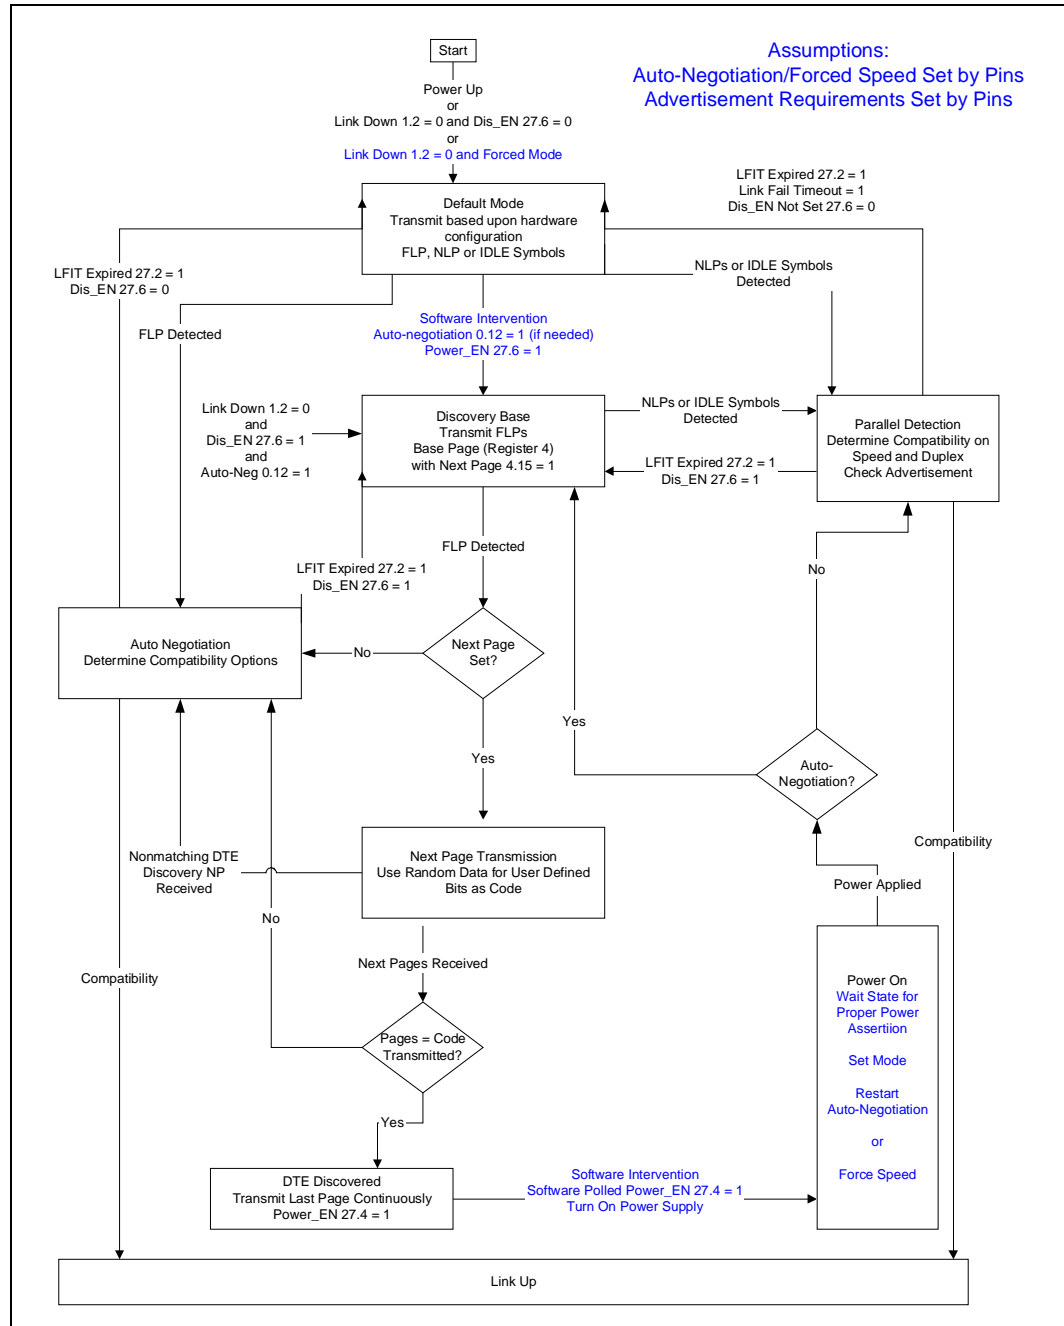 Start
Assumptions:
Auto-Negotiation/Forced Speed Set by Pins
Advertisement Requirements Set by Pins
Power Up
or
Link Down 1.2 = 0 and Dis_EN 27.6 = 0
or
Link Down 1.2 = 0 and Forced Mode
LFIT Expired 27.2 = 1
Link Fail Timeout = 1
Dis_EN Not Set 27.6 = 0
Default Mode
Transmit based upon hardware
configuration
FLP, NLP or IDLE Symbols
LFIT Expired 27.2 = 1
Dis_EN 27.6 = 0
NLPs or IDLE Symbols
Detected
FLP Detected
Software Intervention
Auto-negotiation 0.12 = 1 (if needed)
Power_EN 27.6 = 1
Link Down 1.2 = 0
and
Dis_EN 27.6 = 1
and
Auto-Neg 0.12 = 1
Discovery Base
Transmit FLPs
Base Page (Register 4)
with Next Page 4.15 = 1
NLPs or IDLE Symbols
Detected
LFIT Expired 27.2 = 1
Dis_EN 27.6 = 1
Parallel Detection
Determine Compatibility on
Speed and Duplex
Check Advertisement
FLP Detected
LFIT Expired 27.2 = 1
Dis_EN 27.6 = 1
No
Auto Negotiation
Determine Compatibility Options
No
Next Page
Set?
Yes
Yes
Auto-
Negotiation?
Nonmatching DTE
Discovery NP
Received
Next Page Transmission
Use Random Data for User Defined
Bits as Code
Compatibility
Power Applied
No
Next Pages Received
Compatibility
Pages = Code
Transmitted?
Power On
Wait State for
Proper Power
Assertiion
Set Mode
Restart
Auto-Negotiation
or
Force Speed
Yes
DTE Discovered
Transmit Last Page Continuously
Power_EN 27.4 = 1
Software Intervention
Software Polled Power_EN 27.4 = 1
Turn On Power Supply
Link Up